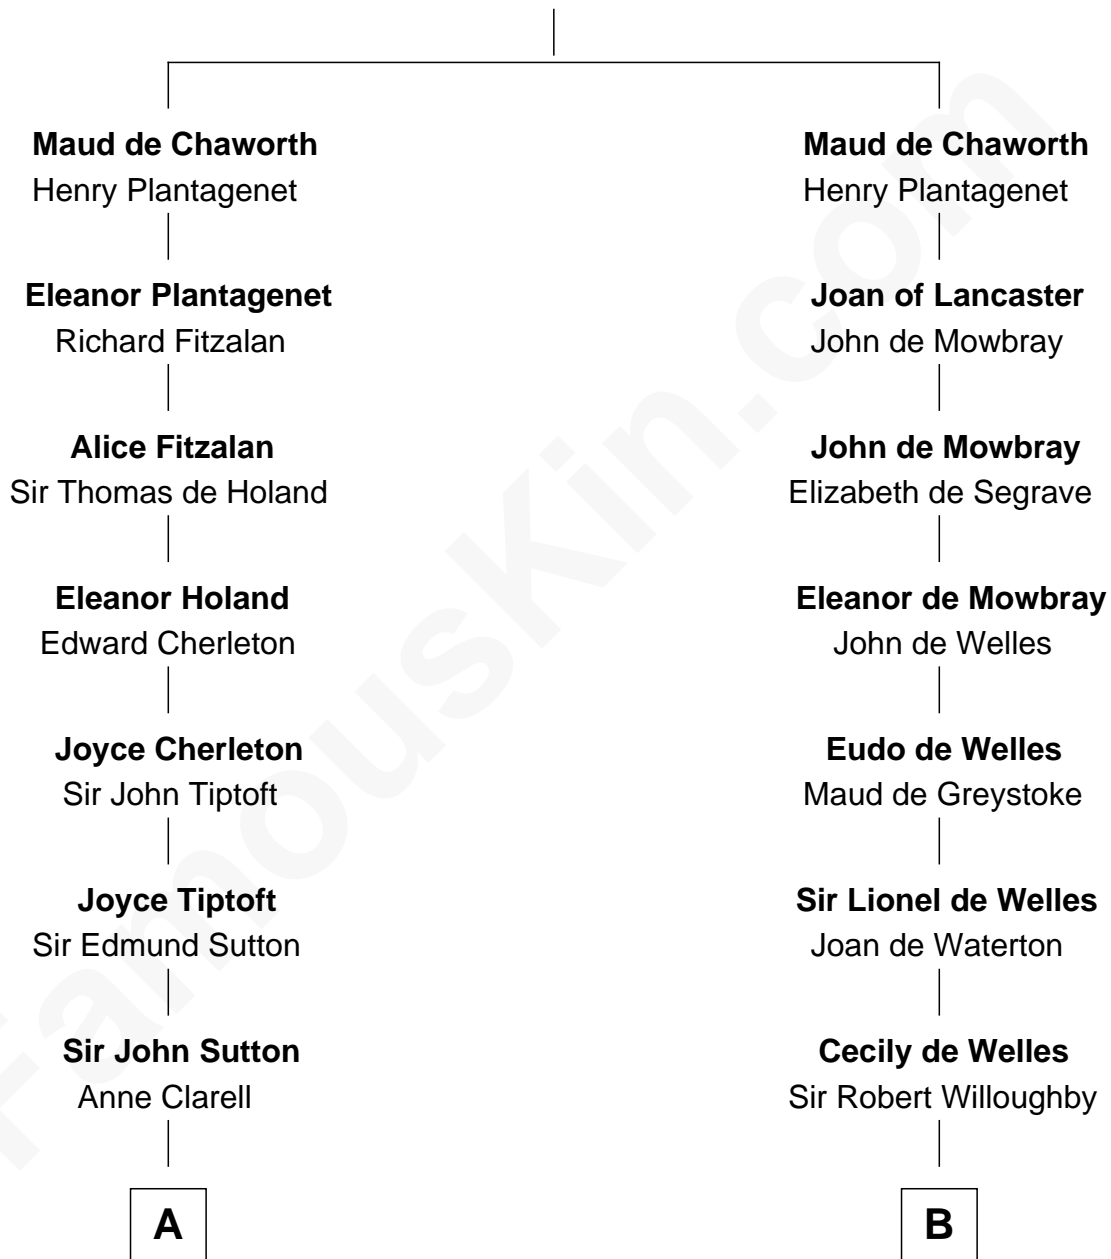 Maud de Chaworth
Henry Plantagenet
Eleanor Plantagenet
Richard Fitzalan
Alice Fitzalan
Sir Thomas de Holand
Eleanor Holand
Edward Cherleton
Joyce Cherleton
Sir John Tiptoft
Joyce Tiptoft
Sir Edmund Sutton
Sir John Sutton
Anne Clarell
A
Maud de Chaworth
Henry Plantagenet
Joan of Lancaster
John de Mowbray
John de Mowbray
Elizabeth de Segrave
Eleanor de Mowbray
John de Welles
Eudo de Welles
Maud de Greystoke
Sir Lionel de Welles
Joan de Waterton
Cecily de Welles
Sir Robert Willoughby
B
FamousKin.com